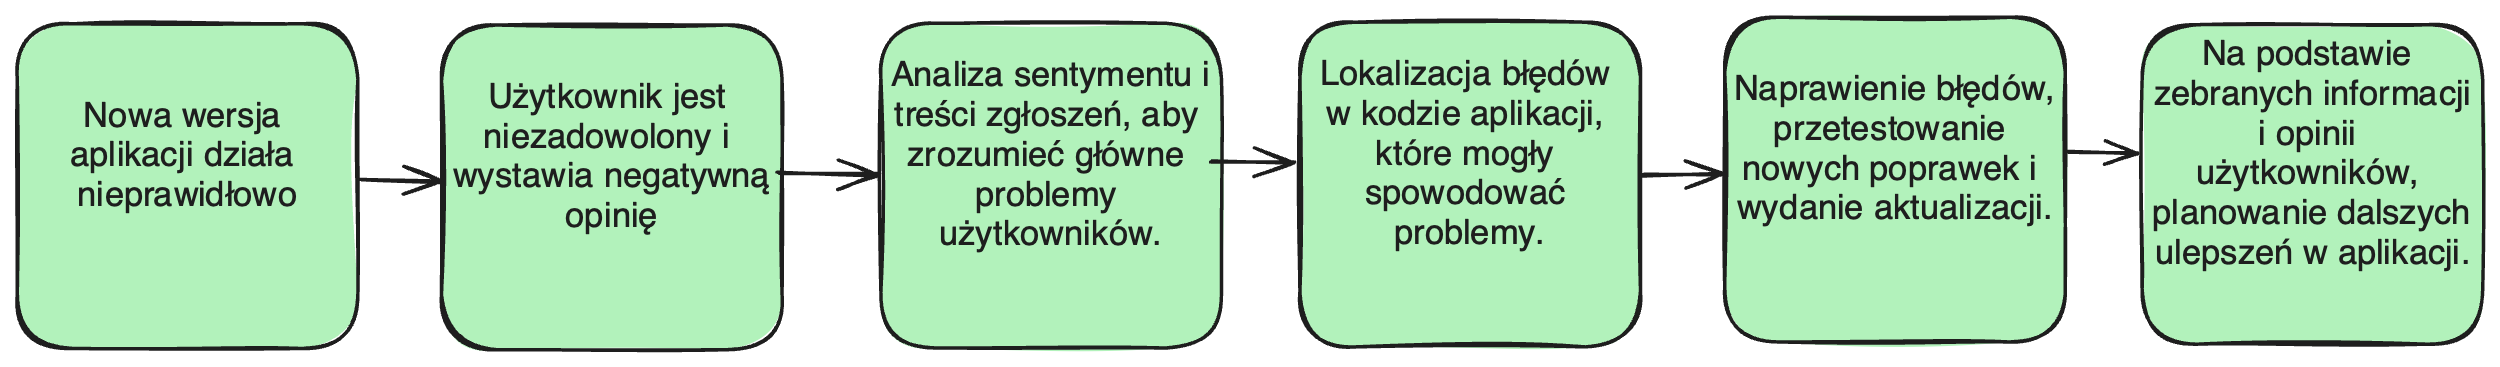 Nowa wersja
aplikacji działa
nieprawidłowo
Użytkownik jest
niezadowolony i
wystawia negatywną
opinię
Analiza sentymentu i
treści zgłoszeń, aby
zrozumieć główne
problemy
użytkowników.
Lokalizacja błędów
w kodzie aplikacji,
które mogły
spowodować
problemy.
Naprawienie błędów,
przetestowanie
nowych poprawek i
wydanie aktualizacji.
Na podstawie
zebranych informacji
i opinii
użytkowników,
planowanie dalszych
ulepszeń w aplikacji.